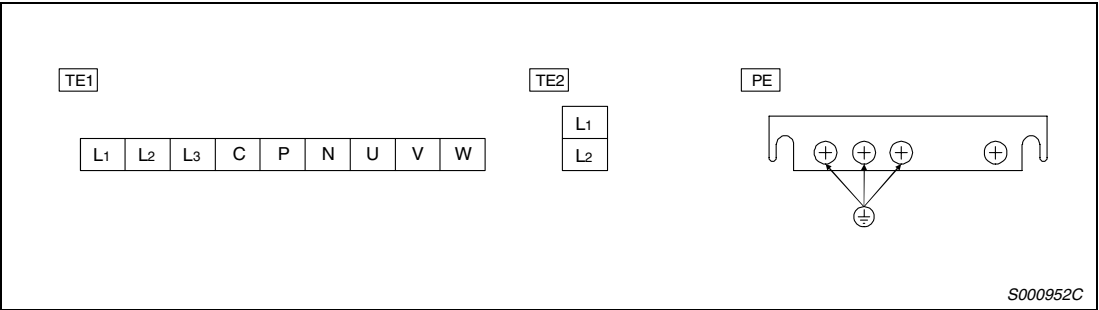 TE1 TE2 PE
L1
L1 L2 L3 C P N U V W L2
S000952C